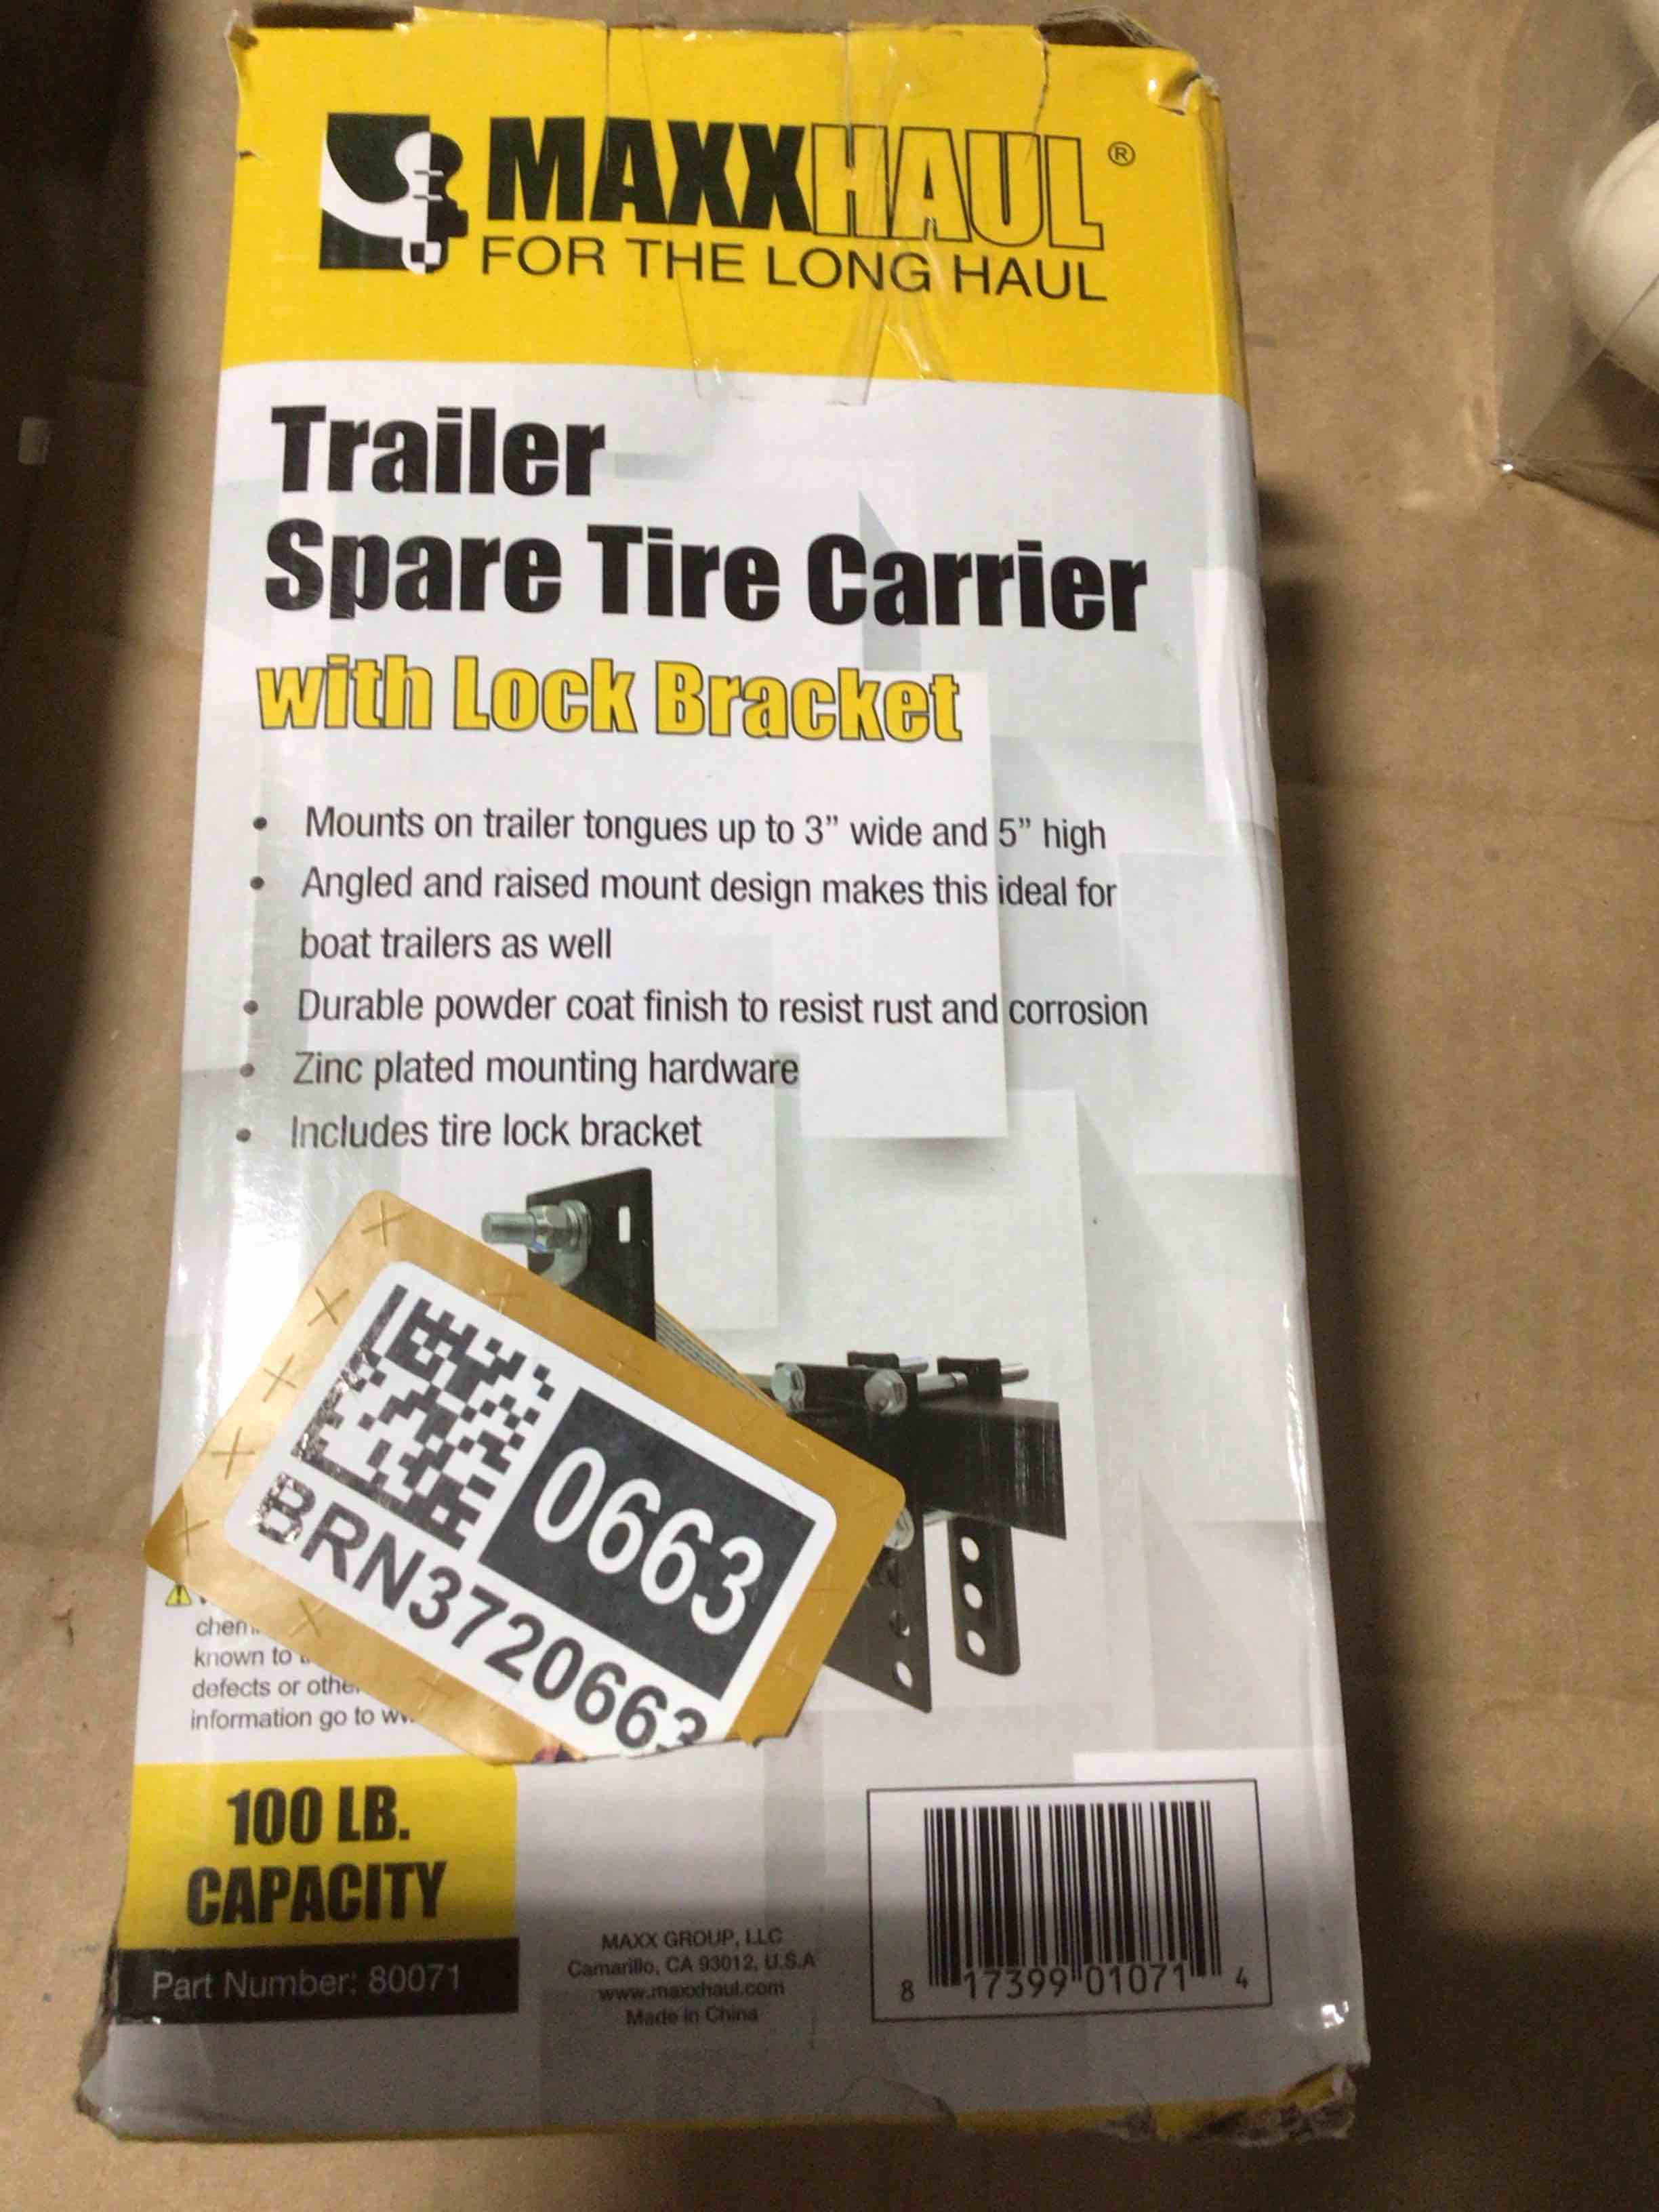 MAXXHAUL®
FOR THE LONG HAUL
Trailer
Spare Tire Carrier
with Lock Bracket
• Mounts on trailer tongues up to 3” wide and 5” high
• Angled and raised mount design makes this ideal for
boat trailers as well
• Durable powder coat finish to resist rust and corrosion
• Zinc plated mounting hardware
• Includes tire lock bracket
0663
BRN3720663
known to
defects or
information go to
100 LB.
CAPACITY
Part Number: 80071
MAXX GROUP, LLC
Camarillo, CA 93012, U.S.A
www.maxxhaul.com
Made in China
8 17399 01071 4